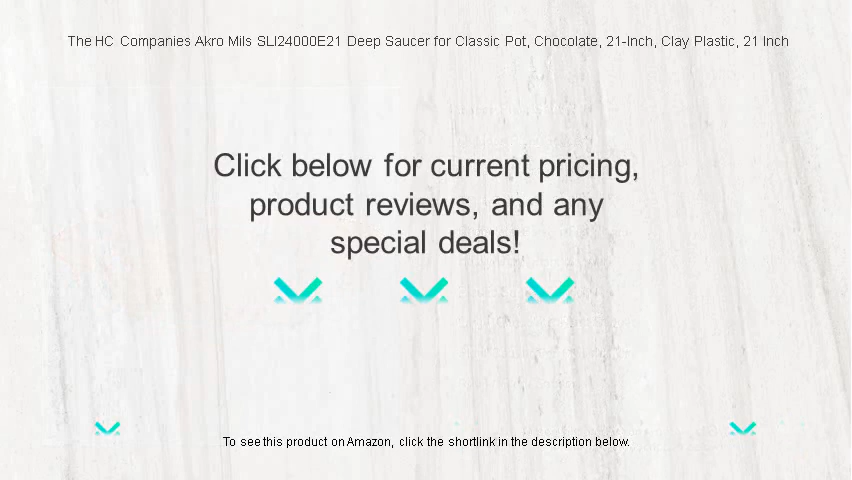 The HC Companies Akro Mils SLI24000E21 Deep Saucer for Classic Pot, Chocolate, 21-Inch, Clay Plastic, 21 Inch
Click below for current pricing,
product reviews, and any
special deals!
To see this product on Amazon, click the shortlink in the description below.